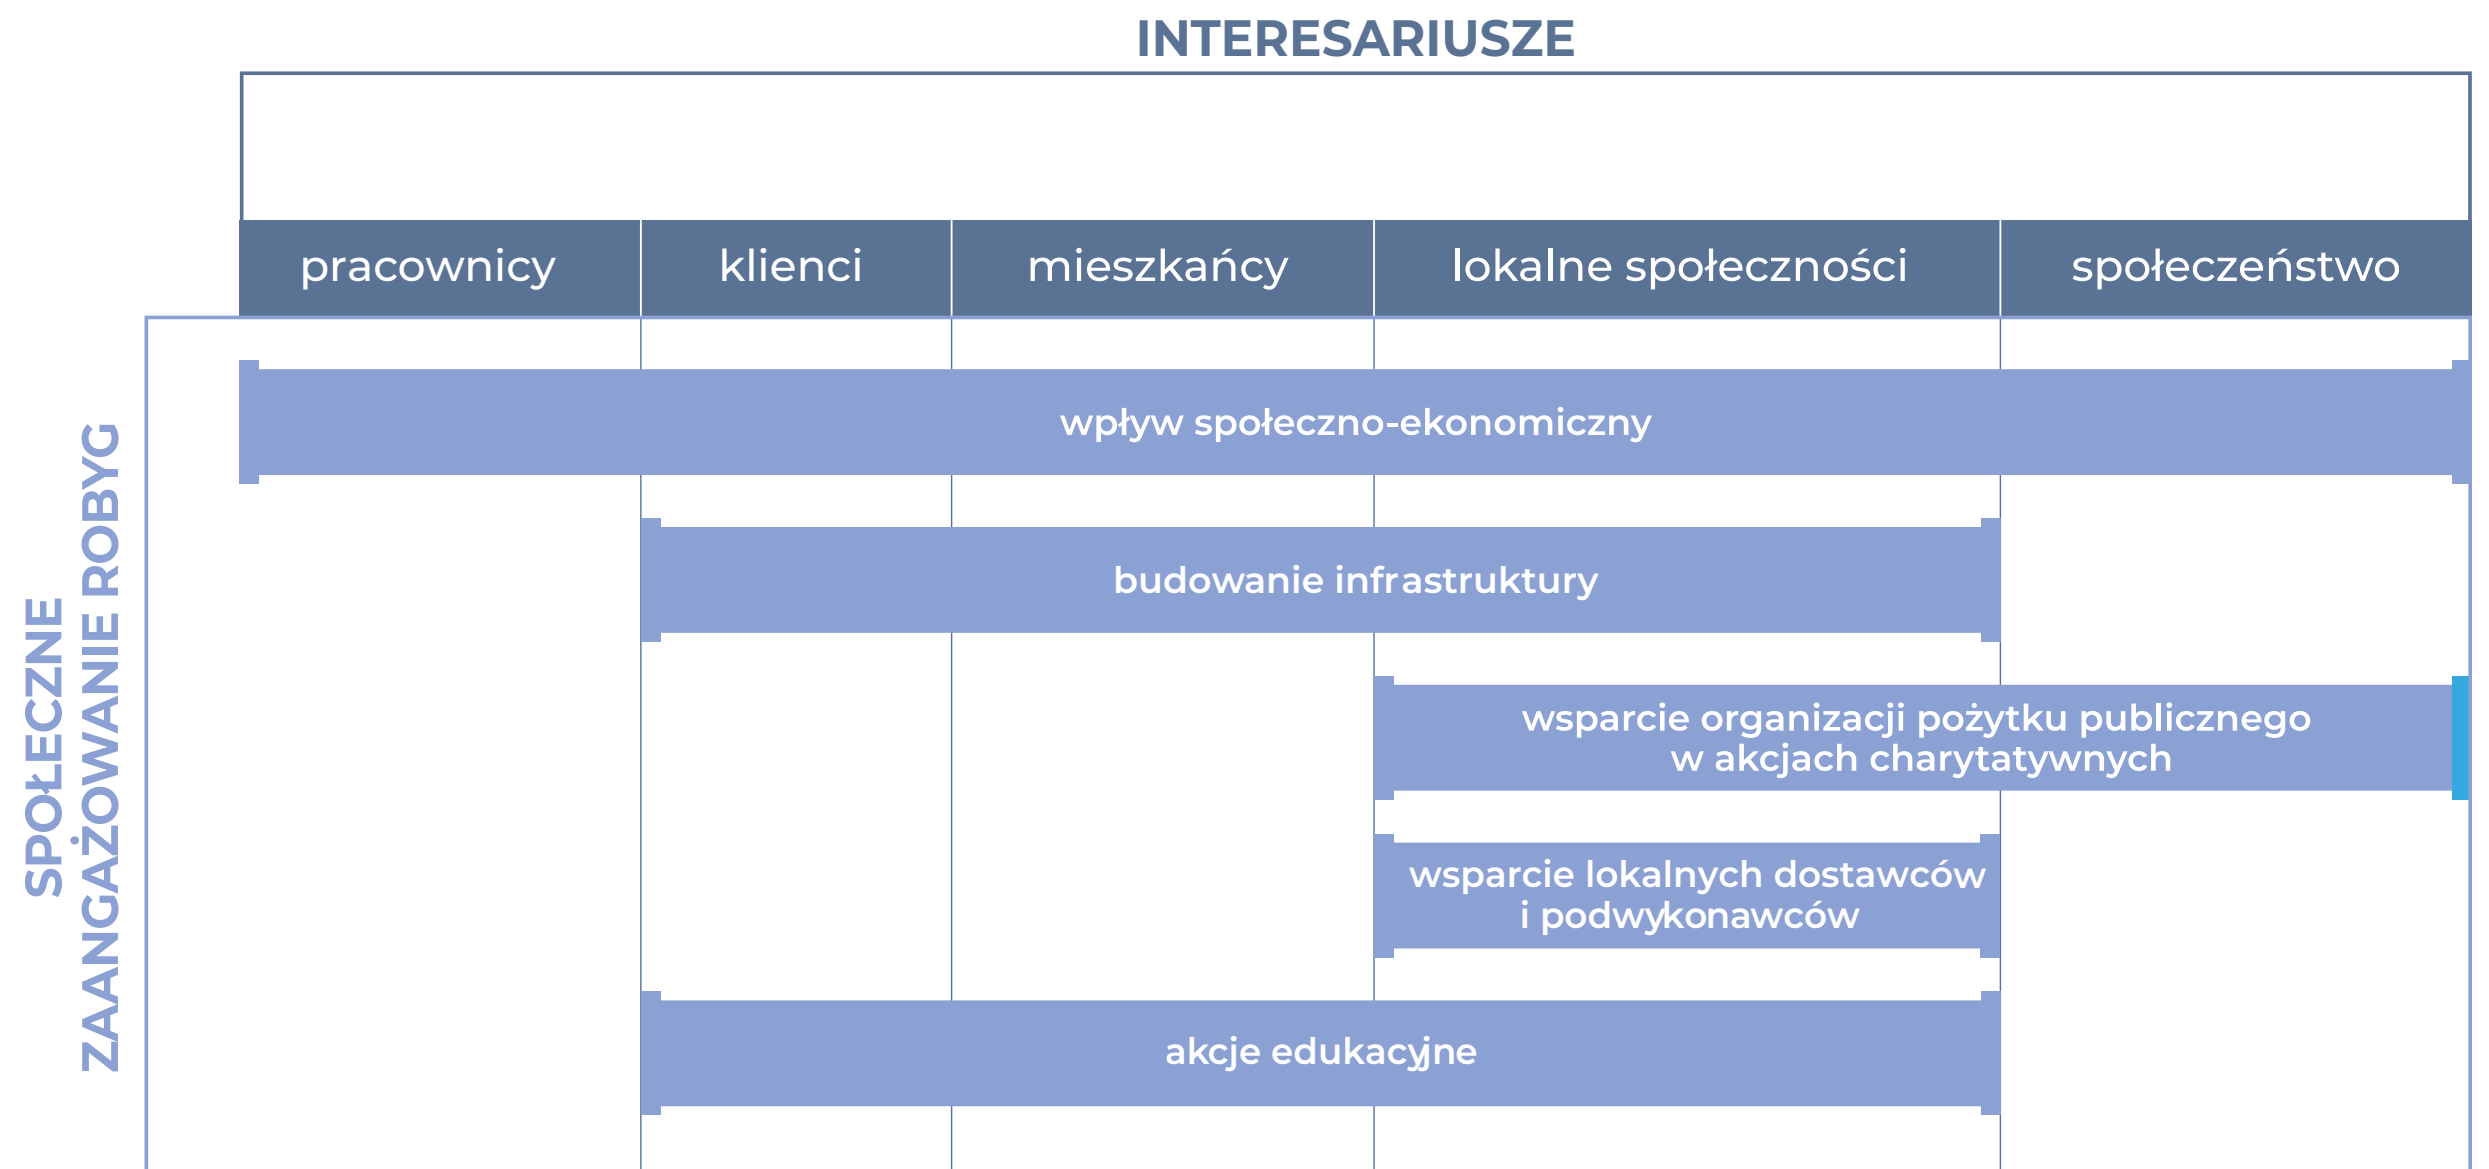 INTERESARIUSZE
pracownicy
klienci
mieszkańcy
lokalne społeczności
społeczeństwo
SPOŁECZNE
ZAANGAŻOWANIE ROBYG
wpływ społeczno-ekonomiczny
budowanie infrastruktury
wsparcie organizacji pożytku publicznego
w akcjach charytatywnych
wsparcie lokalnych dostawców
i podwykonawców
akcje edukacyjne